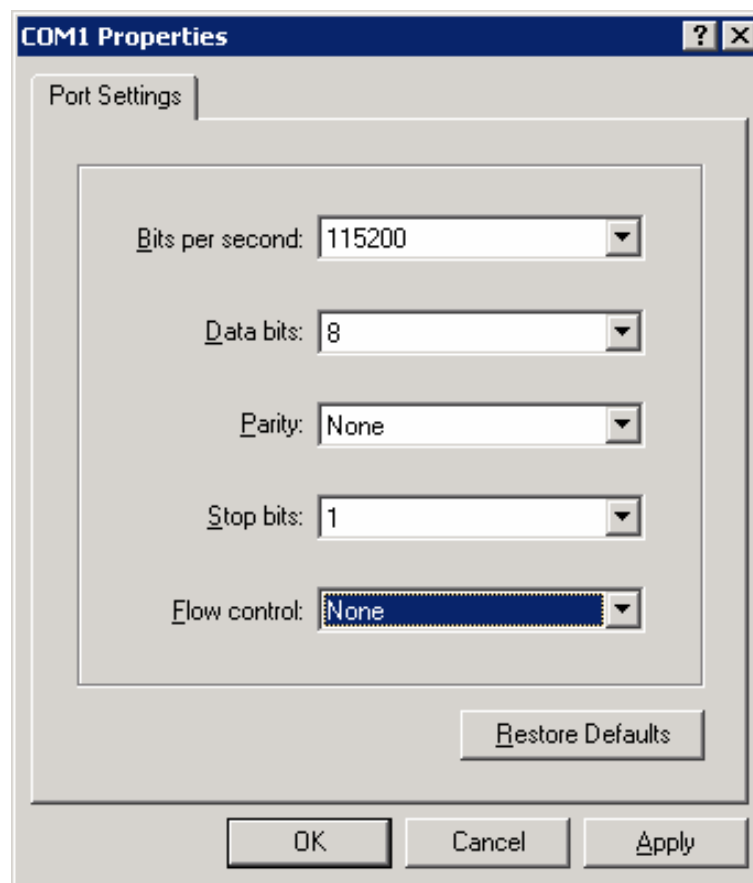 COM1 Properties
Port Settings
Bits per second: 115200
Data bits: 8
Parity: None
Stop bits: 1
Flow control: None
Restore Defaults
OK Cancel Apply